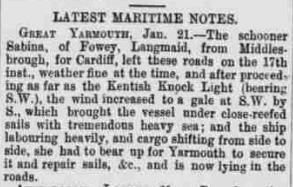 LATEST MARITIME NOTES.
GREAT YARMOUTH, Jan. 21.—The schooner
Sabina, of Fowey, Langmaid, from Middles-
brough, for Cardiff, left these roads on the 17th
inst., weather fine at the time, and after proceed-
ing as far as the Kentish Knock Light (bearing
S.W.), the wind increased to a gale at S.W. by
S., which brought the vessel under close-reefed
sails with tremendous heavy sea; and the ship
labouring heavily, and cargo shifting from side to
side, she had to bear up for Yarmouth to secure
it and repair sails, &c., and is now lying in the
roads.